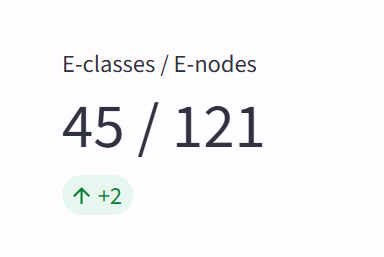 E-classes / E-nodes
45 / 121
↑ +2